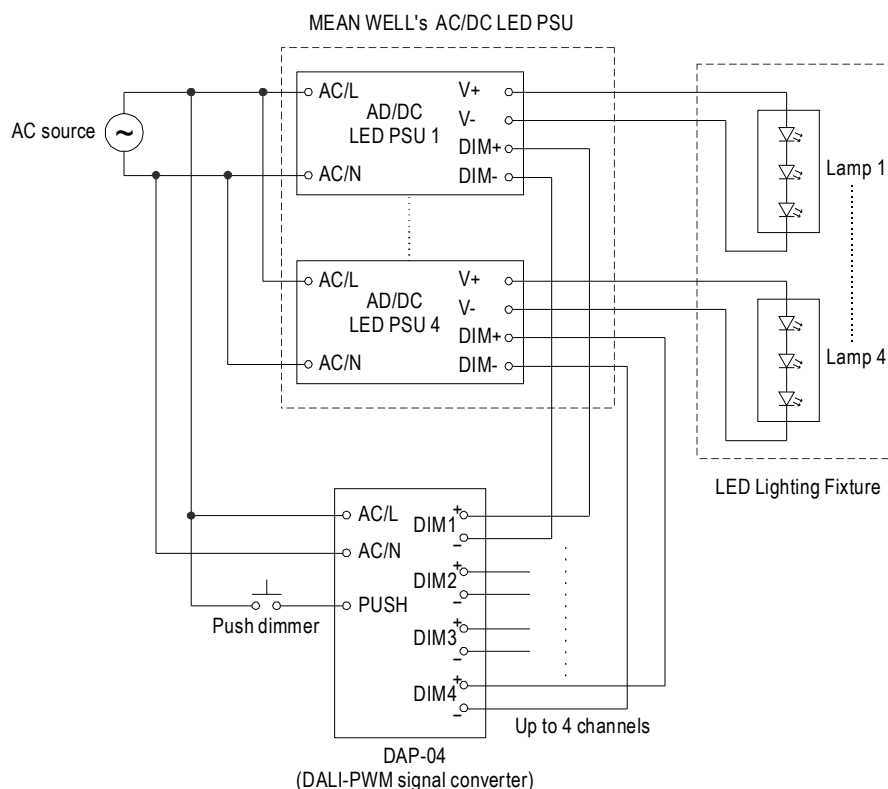 MEAN WELL's AC/DC LED PSU
AC source
~
AC/L
AD/DC
LED PSU 1
AC/N
V+
V-
DIM+
DIM-
Lamp 1
AC/L
AD/DC
LED PSU 4
AC/N
V+
V-
DIM+
DIM-
Lamp 4
LED Lighting Fixture
AC/L
AC/N
PUSH
Push dimmer
DIM1
+
–
DIM2
+
–
DIM3
+
–
DIM4
+
–
Up to 4 channels
DAP-04
(DALI-PWM signal converter)